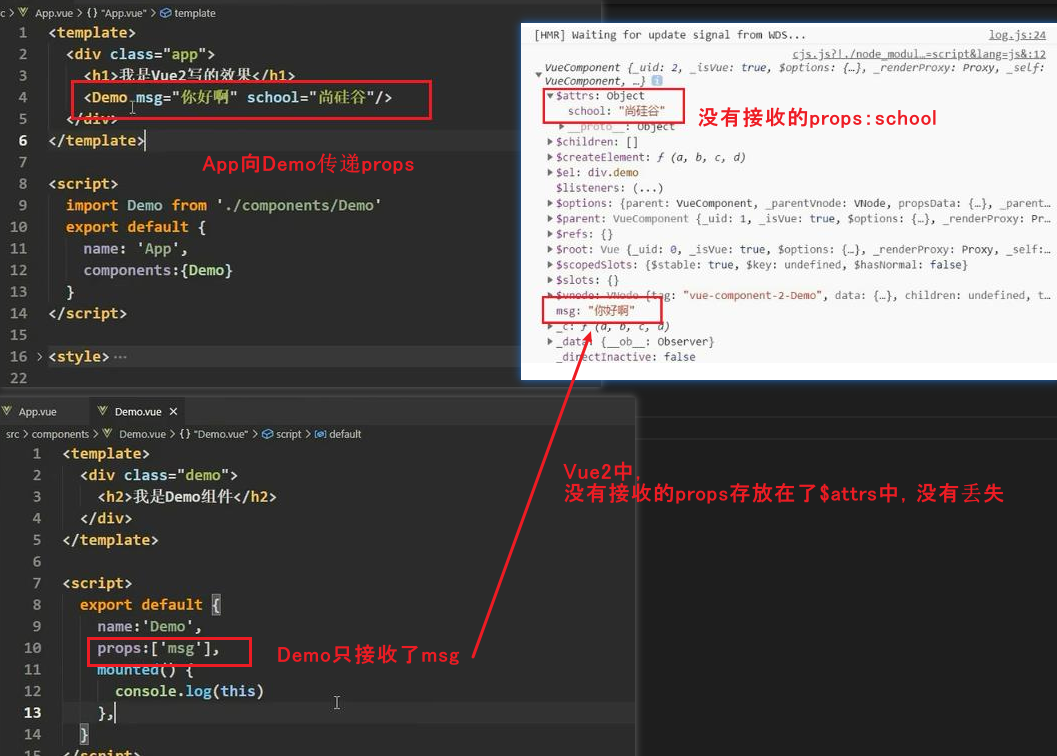 c > App.vue > {} "App.vue" > template
1 <template>
2 <div class="app">
3 <h1>我是Vue2写的效果</h1>
4 <Demo msg="你好啊" school="尚硅谷"/>
5 </div>
6 </template>
7
8 <script>
9 import Demo from './components/Demo'
10 export default {
11 name: 'App',
12 components:{Demo}
13 }
14 </script>
15
16 > <style> ···
22
App向Demo传递props
[HMR] Waiting for update signal from WDS... log.js:24
cjs.js?!./node_modul…=script&lang=js&:12
VueComponent {_uid: 2, _isVue: true, $options: {…}, _renderProxy: Proxy, _self:
VueComponent, …}
$attrs: Object
school: "尚硅谷"
__proto__: Object
$children: []
$createElement: ƒ (a, b, c, d)
$el: div.demo
$listeners: (...)
$options: {parent: VueComponent, _parentVnode: VNode, propsData: {…}, _parent…
$parent: VueComponent {_uid: 1, _isVue: true, $options: {…}, _renderProxy: Pr…
$refs: {}
$root: Vue {_uid: 0, _isVue: true, $options: {…}, _renderProxy: Proxy, _self:…
$scopedSlots: {$stable: true, $key: undefined, $hasNormal: false}
$slots: {}
$vnode: VNode {tag: "vue-component-2-Demo", data: {…}, children: undefined, t…
msg: "你好啊"
_c: ƒ (a, b, c, d)
_data: {__ob__: Observer}
_directInactive: false
没有接收的props：school
App.vue Demo.vue ×
src > components > Demo.vue > {} "Demo.vue" > script > default
1 <template>
2 <div class="demo">
3 <h2>我是Demo组件</h2>
4 </div>
5 </template>
6
7 <script>
8 export default {
9 name:'Demo',
10 props:['msg'],
11 mounted() {
12 console.log(this)
13 },
14 }
15 </script>
Demo只接收了msg
Vue2中，
没有接收的props存放在了$attrs中，没有丢失